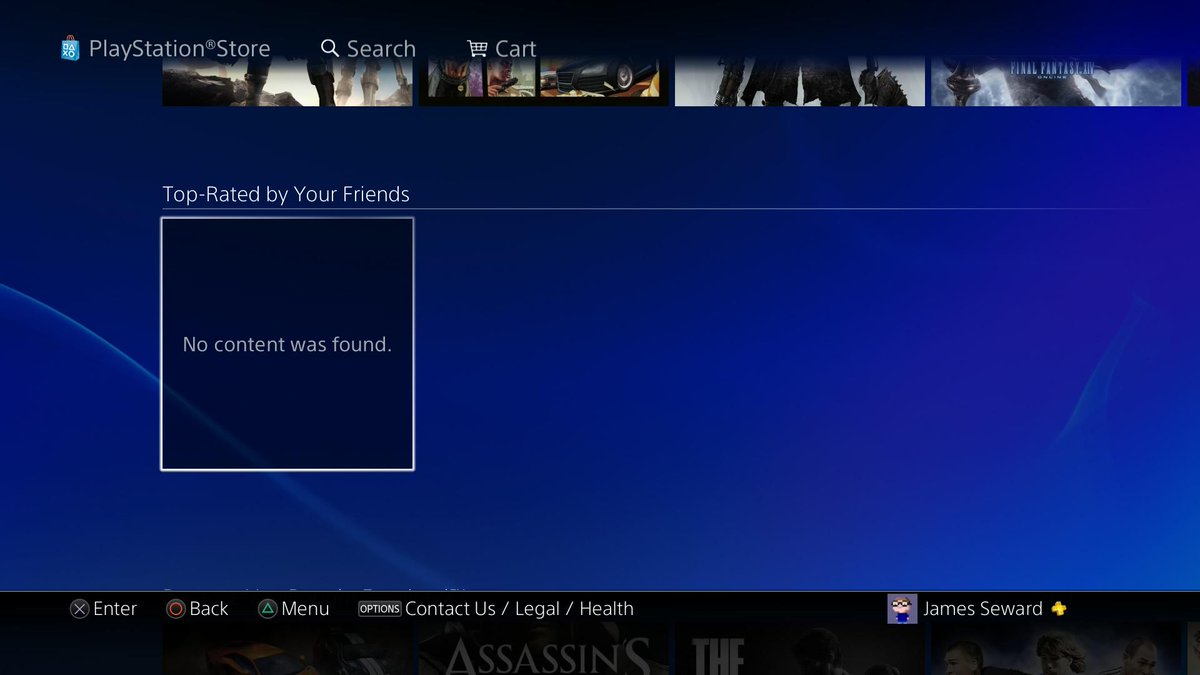 PlayStation®Store
Search
Cart
FINAL FANTASY XIV
ONLINE
Top-Rated by Your Friends
No content was found.
Enter
Back
Menu
OPTIONS Contact Us / Legal / Health
James Seward
ASSASSIN'S
THE